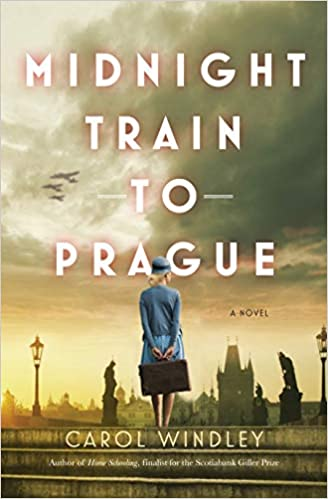 MIDNIGHT
TRAIN
TO
PRAGUE
A NOVEL
CAROL WINDLEY
Author of Home Schooling, finalist for the Scotiabank Giller Prize